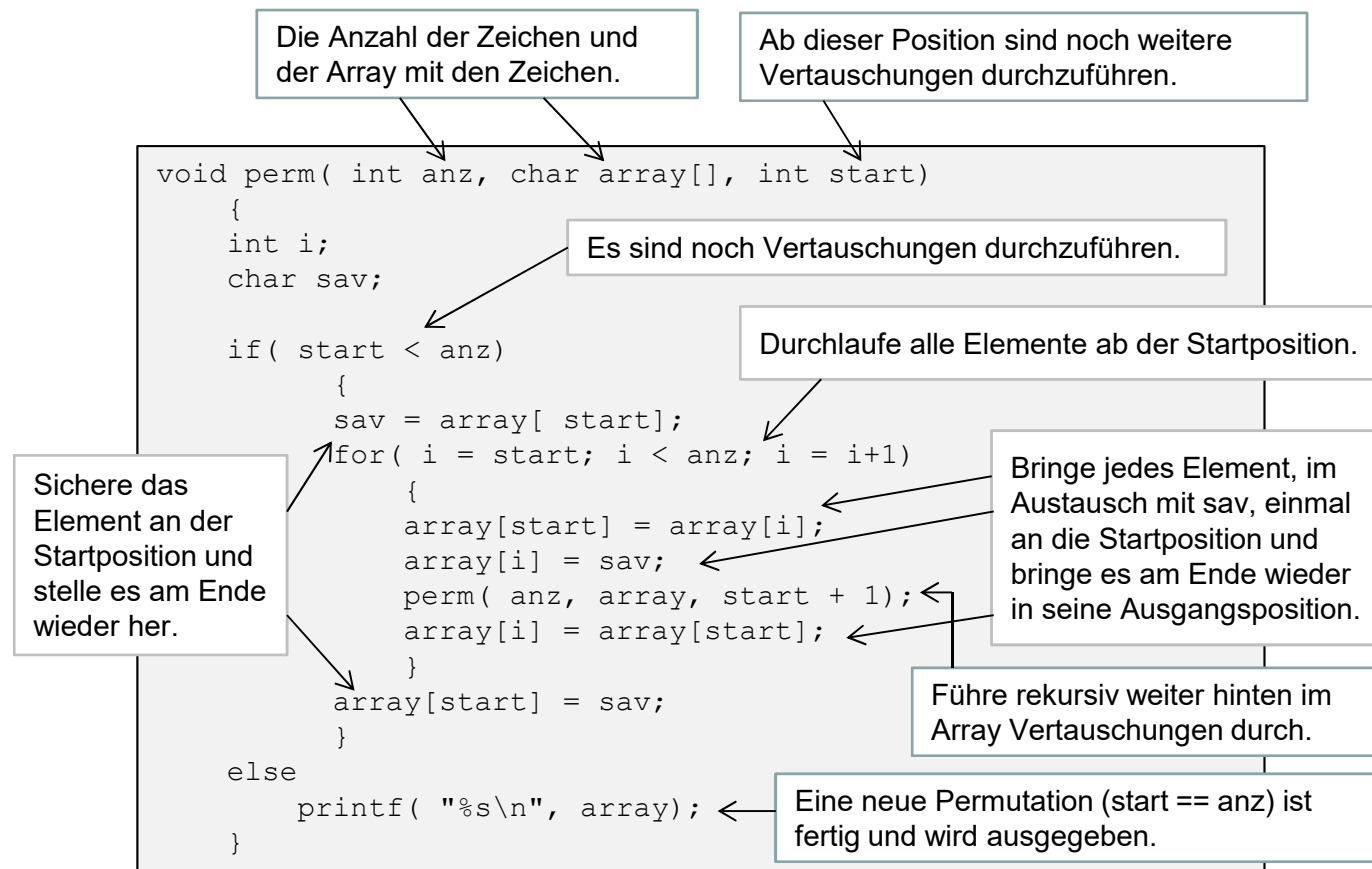 Die Anzahl der Zeichen und
der Array mit den Zeichen.
Ab dieser Position sind noch weitere
Vertauschungen durchzuführen.
void perm( int anz, char array[], int start)
{
int i;
Es sind noch Vertauschungen durchzuführen.
char sav;
if( start < anz)
Durchlaufe alle Elemente ab der Startposition.
{
sav = array[ start];
for( i = start; i < anz; i = i+1)
Sichere das
Element an der
Startposition und
stelle es am Ende
wieder her.
Bringe jedes Element, im
Austausch mit sav, einmal
an die Startposition und
bringe es am Ende wieder
in seine Ausgangsposition.
{
array[start] = array[i];
array[i] = sav;
perm( anz, array, start + 1);
array[i] = array[start];
}
Führe rekursiv weiter hinten im
Array Vertauschungen durch.
array[start] = sav;
}
else
printf( "%s\n", array);
Eine neue Permutation (start == anz) ist
fertig und wird ausgegeben.
}